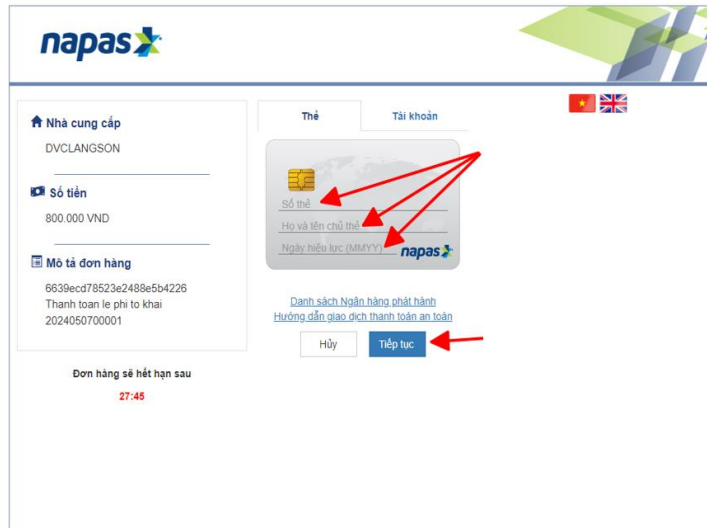 napas
Nhà cung cấp
DVCLANGSON
Số tiền
800.000 VND
Mô tả đơn hàng
6639ecd78523e2488e5b4226
Thanh toan le phi to khai
2024050700001
Đơn hàng sẽ hết hạn sau
27:45
Thẻ
Tài khoản
Số thẻ
Họ và tên chủ thẻ
Ngày hiệu lực (MMYY)
napas
Danh sách Ngân hàng phát hành
Hướng dẫn giao dịch thanh toán an toàn
Hủy
Tiếp tục